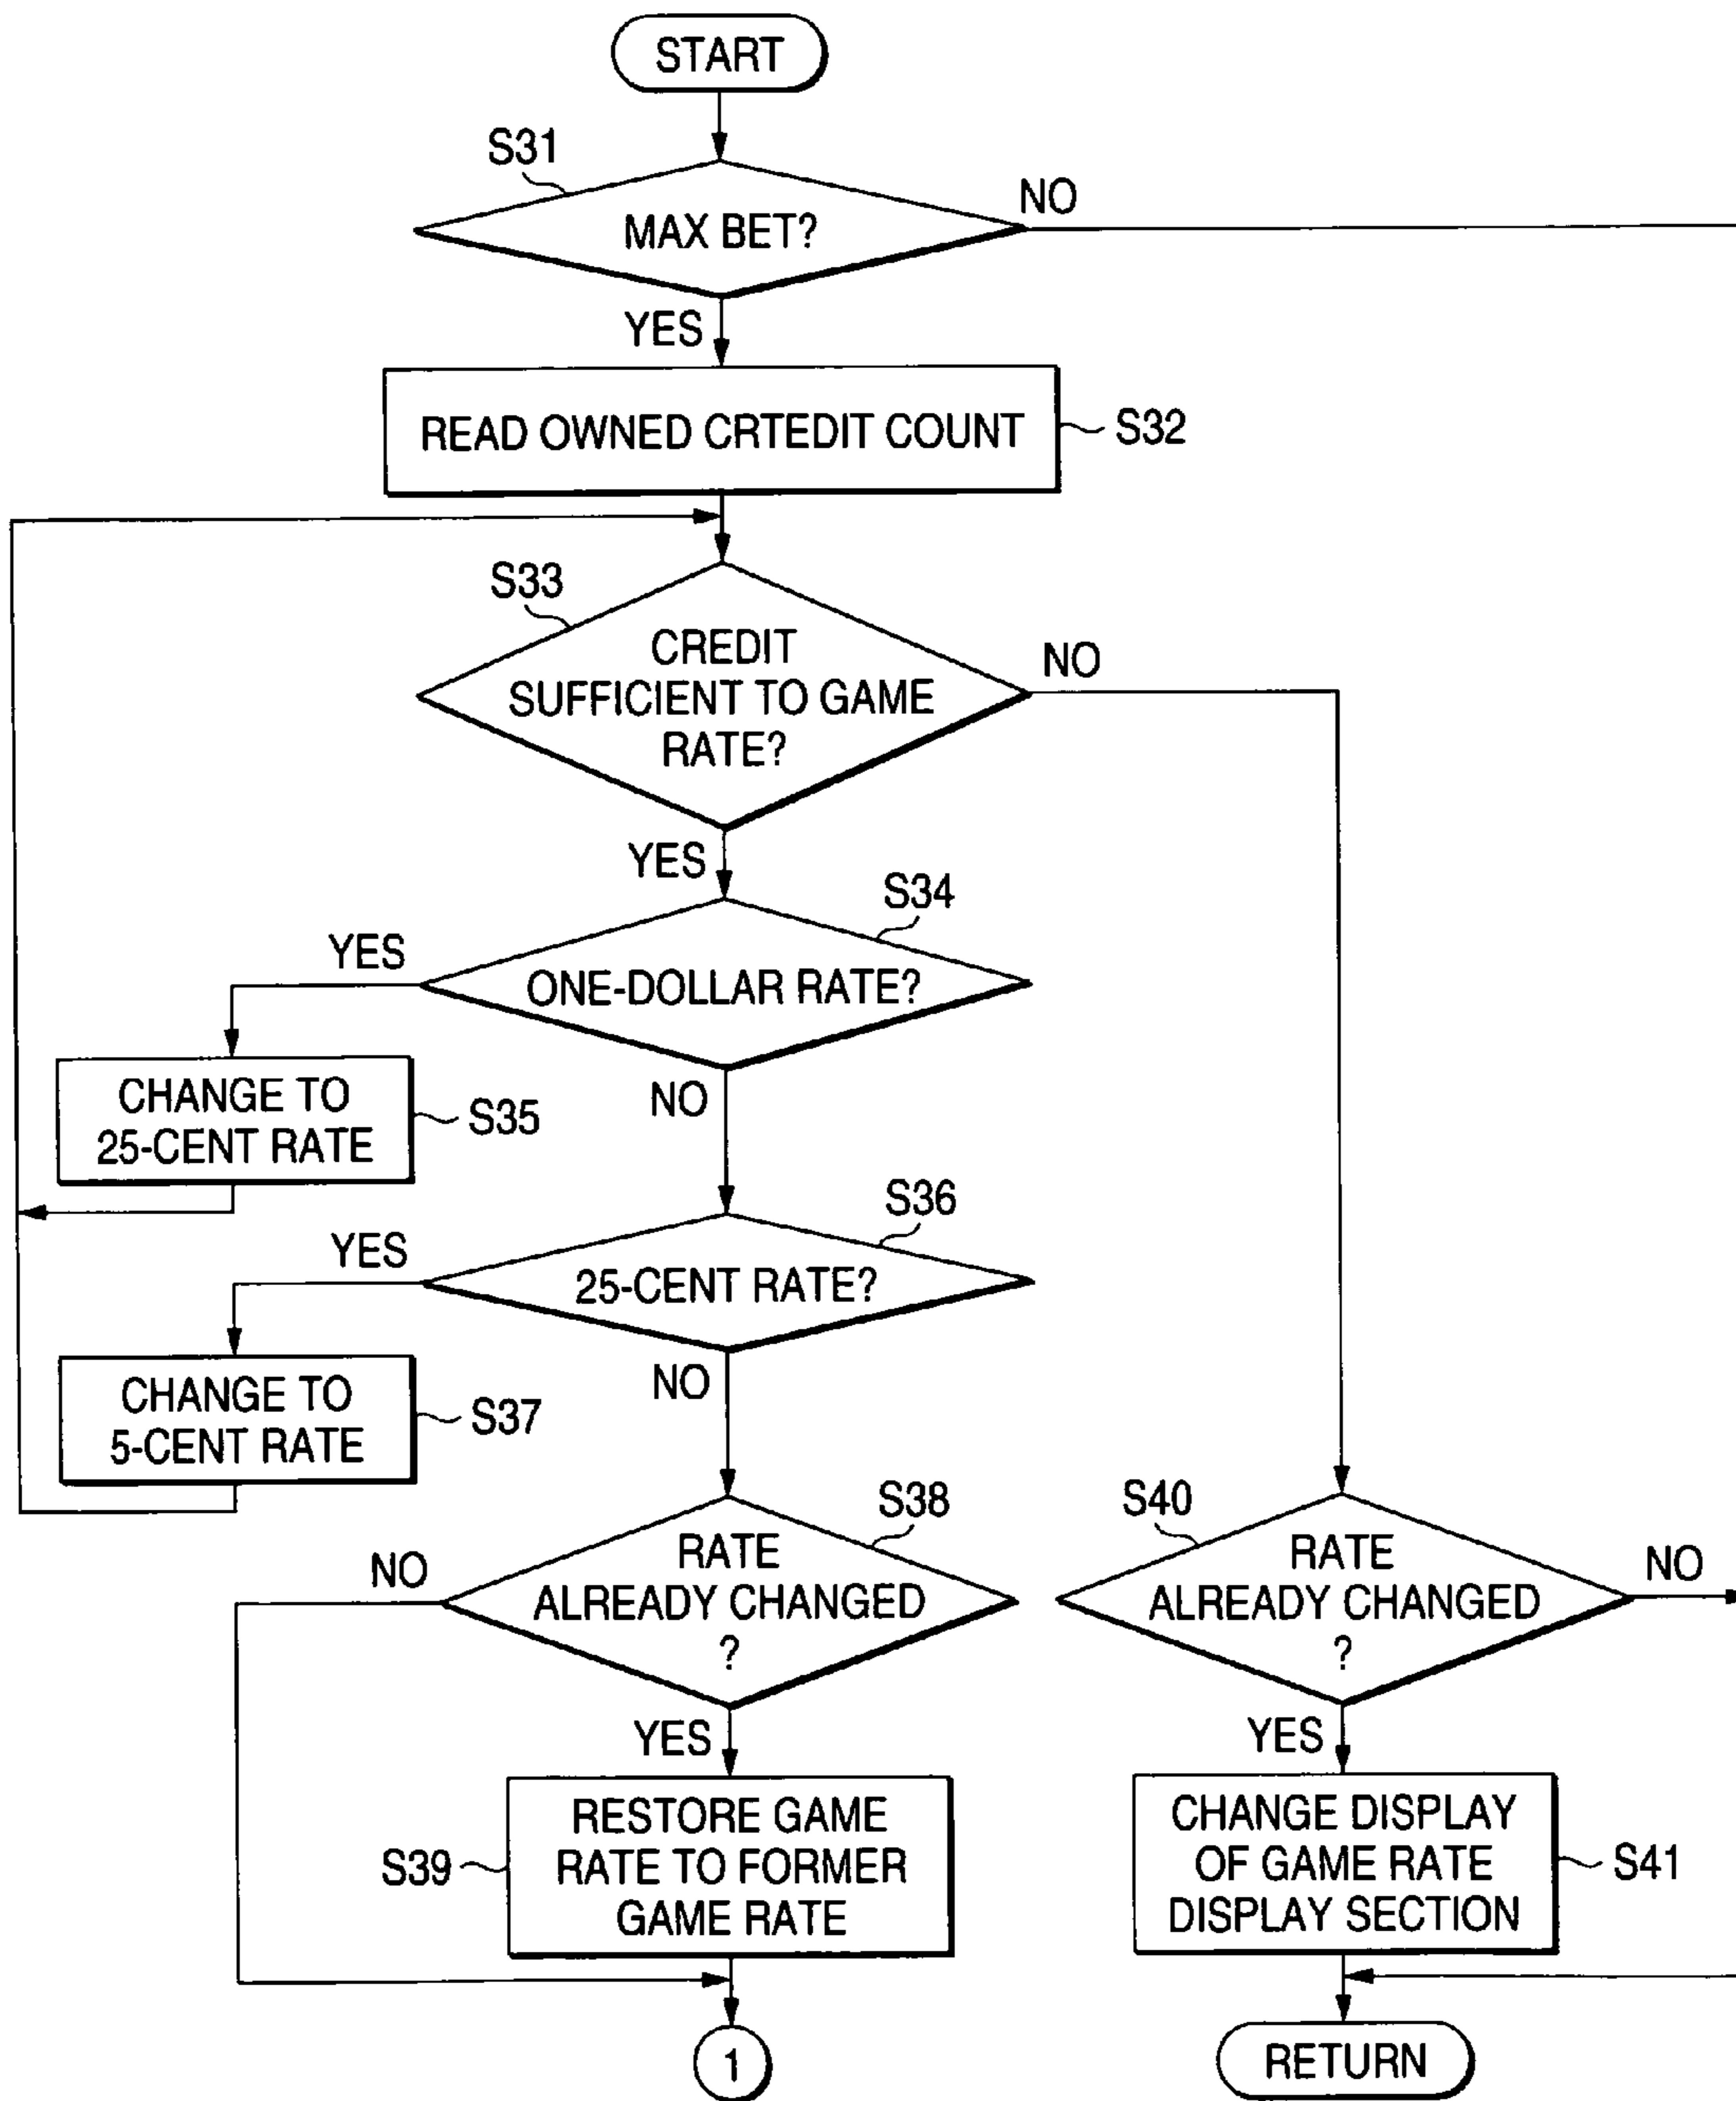 START
S31
MAX BET?
NO
YES
READ OWNED CRTEDIT COUNT
S32
S33
CREDIT
SUFFICIENT TO GAME
RATE?
NO
YES
S34
ONE-DOLLAR RATE?
YES
NO
CHANGE TO
25-CENT RATE
S35
S36
25-CENT RATE?
YES
NO
CHANGE TO
5-CENT RATE
S37
S38
RATE
ALREADY CHANGED
?
NO
YES
S40
RATE
ALREADY CHANGED
?
NO
YES
RESTORE GAME
RATE TO FORMER
GAME RATE
S39
CHANGE DISPLAY
OF GAME RATE
DISPLAY SECTION
S41
1
RETURN